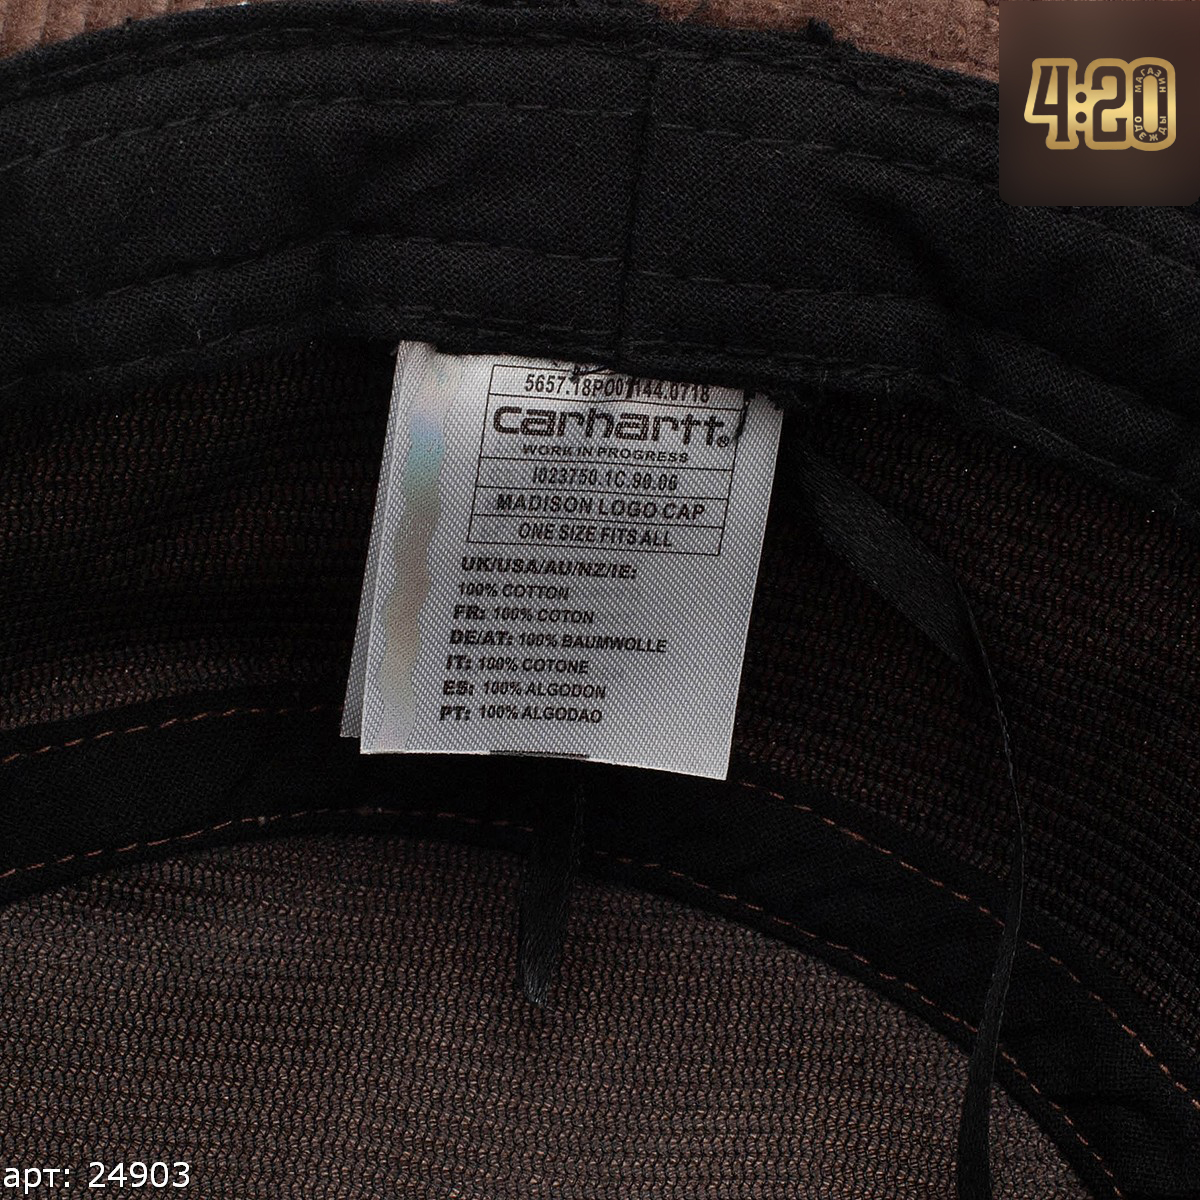 4:20
МАГАЗИН
ОДЕЖДЫ
5657.18PO01144.0718
carhartt®
WORK IN PROGRESS
I023750.1C.90.06
MADISON LOGO CAP
ONE SIZE FITS ALL
UK/USA/AU/NZ/IE:
100% COTTON
FR: 100% COTON
DE/AT: 100% BAUMWOLLE
IT: 100% COTONE
ES: 100% ALGODON
PT: 100% ALGODAO
арт: 24903